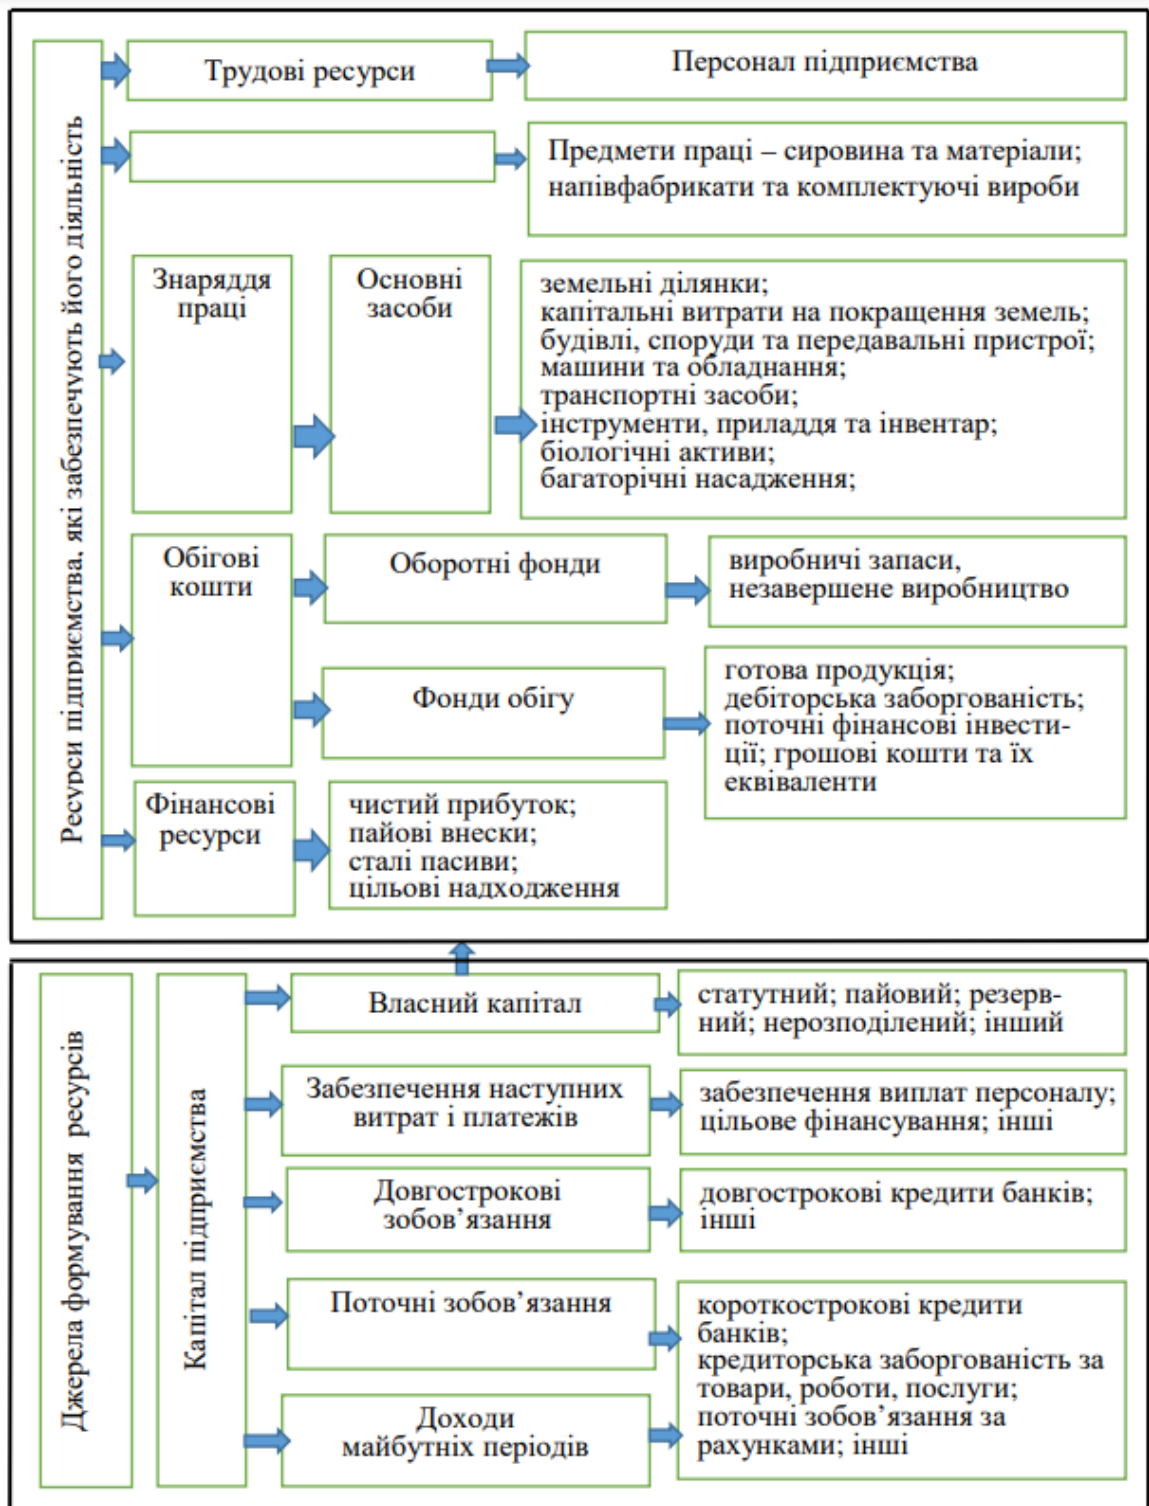 Ресурси підприємства, які забезпечують його діяльність
Трудові ресурси
Персонал підприємства
Предмети праці – сировина та матеріали;
напівфабрикати та комплектуючі вироби
Знаряддя
праці
Основні
засоби
земельні ділянки;
капітальні витрати на покращення земель;
будівлі, споруди та передавальні пристрої;
машини та обладнання;
транспортні засоби;
інструменти, приладдя та інвентар;
біологічні активи;
багаторічні насадження;
Обігові
кошти
Оборотні фонди
виробничі запаси,
незавершене виробництво
Фонди обігу
готова продукція;
дебіторська заборгованість;
поточні фінансові інвести-
ції; грошові кошти та їх
еквіваленти
Фінансові
ресурси
чистий прибуток;
пайові внески;
сталі пасиви;
цільові надходження
Джерела формування ресурсів
Капітал підприємства
Власний капітал
статутний; пайовий; резерв-
ний; нерозподілений; інший
Забезпечення наступних
витрат і платежів
забезпечення виплат персоналу;
цільове фінансування; інші
Довгострокові
зобов’язання
довгострокові кредити банків;
інші
Поточні зобов’язання
короткострокові кредити
банків;
кредиторська заборгованість за
товари, роботи, послуги;
поточні зобов’язання за
рахунками; інші
Доходи
майбутніх періодів